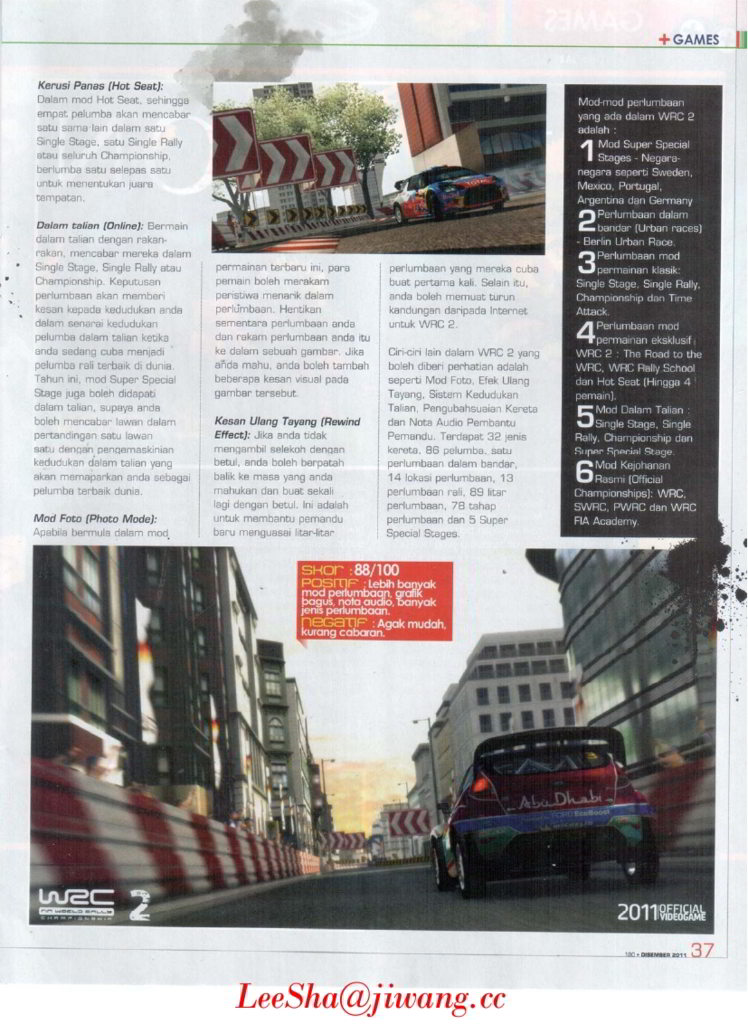 + GAMES
Kerusi Panas (Hot Seat):
Dalam mod Hot Seat, sehingga
empat pelumba akan mencabar
satu sama lain dalam satu
Single Stage, satu Single Rally
atau seluruh Championship,
berlumba satu selepas satu
untuk menentukan juara
tempatan.
Dalam talian (Online): Bermain
dalam talian dengan rakan-
rakan, mencabar mereka dalam
Single Stage, Single Rally atau
Championship. Keputusan
perlumbaan akan memberi
kesan kepada kedudukan anda
dalam senarai kedudukan
pelumba dalam talian ketika
anda sedang cuba menjadi
pelumba rali terbaik di dunia.
Tahun ini, mod Super Special
Stage juga boleh didapati
dalam talian, supaya anda
boleh mencabar lawan dalam
pertandingan satu lawan
satu dengan pengemaskinian
kedudukan dalam talian yang
akan memaparkan anda sebagai
pelumba terbaik dunia.
Mod Foto (Photo Mode):
Apabila bermula dalam mod
permainan terbaru ini, para
pemain boleh merakam
peristiwa menarik dalam
perlumbaan. Hentikan
sementara perlumbaan anda
dan rakam perlumbaan anda itu
ke dalam sebuah gambar. Jika
anda mahu, anda boleh tambah
beberapa kesan visual pada
gambar tersebut.
Kesan Ulang Tayang (Rewind
Effect): Jika anda tidak
mengambil selekoh dengan
betul, anda boleh berpatah
balik ke masa yang anda
mahukan dan buat sekali
lagi dengan betul. Ini adalah
untuk membantu pemandu
baru menguasai litar-litar
perlumbaan yang mereka cuba
buat pertama kali. Selain itu,
anda boleh memuat turun
kandungan daripada Internet
untuk WRC 2.
Ciri-ciri lain dalam WRC 2 yang
boleh diberi perhatian adalah
seperti Mod Foto, Efek Ulang
Tayang, Sistem Kedudukan
Talian, Pengubahsuaian Kereta
dan Nota Audio Pembantu
Pemandu. Terdapat 32 jenis
kereta, 86 pelumba, satu
perlumbaan dalam bandar,
14 lokasi perlumbaan, 13
perlumbaan rali, 89 litar
perlumbaan, 78 tahap
perlumbaan dan 5 Super
Special Stages.
Mod-mod perlumbaan
yang ada dalam WRC 2
adalah :
1 Mod Super Special
Stages - Negara-
negara seperti Sweden,
Mexico, Portugal,
Argentina dan Germany
2 Perlumbaan dalam
bandar (Urban races)
- Berlin Urban Race.
3 Perlumbaan mod
permainan klasik:
Single Stage, Single Rally,
Championship dan Time
Attack.
4 Perlumbaan mod
permainan eksklusif
WRC 2 : The Road to the
WRC, WRC Rally School
dan Hot Seat (Hingga 4
pemain).
5 Mod Dalam Talian :
Single Stage, Single
Rally, Championship dan
Super Special Stage.
6 Mod Kejohanan
Rasmi (Official
Championships): WRC,
SWRC, PWRC dan WRC
FIA Academy.
SKOR : 88/100
POSITIF : Lebih banyak
mod perlumbaan, grafik
bagus, nota audio, banyak
jenis perlumbaan.
NEGATIF : Agak mudah,
kurang cabaran.
Abu Dhabi
EcoBoost
WRC 2
FIA WORLD RALLY
CHAMPIONSHIP
2011 OFFICIAL
VIDEOGAME
180 • DISEMBER 2011 37
LeeSha@jiwang.cc